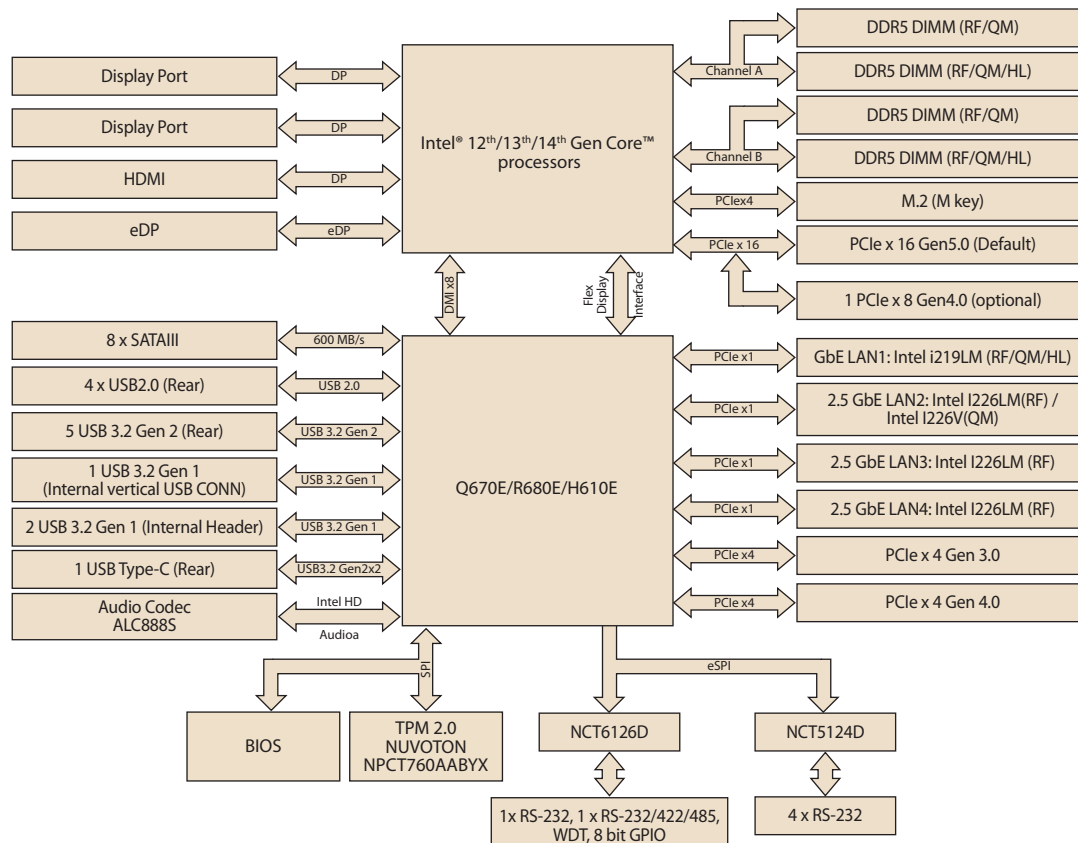 Display Port
DP
Display Port
DP
HDMI
DP
eDP
eDP
Intel® 12th/13th/14th Gen Core™
processors
Channel A
DDR5 DIMM (RF/QM)
DDR5 DIMM (RF/QM/HL)
Channel B
DDR5 DIMM (RF/QM)
DDR5 DIMM (RF/QM/HL)
PCIex4
M.2 (M key)
PCIe x 16
PCIe x 16 Gen5.0 (Default)
1 PCIe x 8 Gen4.0 (optional)
DMI x8
Flex
Display
Interface
8 x SATAIII
600 MB/s
4 x USB2.0 (Rear)
USB 2.0
5 USB 3.2 Gen 2 (Rear)
USB 3.2 Gen 2
1 USB 3.2 Gen 1
(Internal vertical USB CONN)
USB 3.2 Gen 1
2 USB 3.2 Gen 1 (Internal Header)
USB 3.2 Gen 1
1 USB Type-C (Rear)
USB3.2 Gen2x2
Audio Codec
ALC888S
Intel HD
Audioa
Q670E/R680E/H610E
PCIe x1
GbE LAN1: Intel i219LM (RF/QM/HL)
PCIe x1
2.5 GbE LAN2: Intel I226LM(RF) /
Intel I226V(QM)
PCIe x1
2.5 GbE LAN3: Intel I226LM (RF)
PCIe x1
2.5 GbE LAN4: Intel I226LM (RF)
PCIe x4
PCIe x 4 Gen 3.0
PCIe x4
PCIe x 4 Gen 4.0
SPI
eSPI
BIOS
TPM 2.0
NUVOTON
NPCT760AABYX
NCT6126D
NCT5124D
1x RS-232, 1 x RS-232/422/485,
WDT, 8 bit GPIO
4 x RS-232